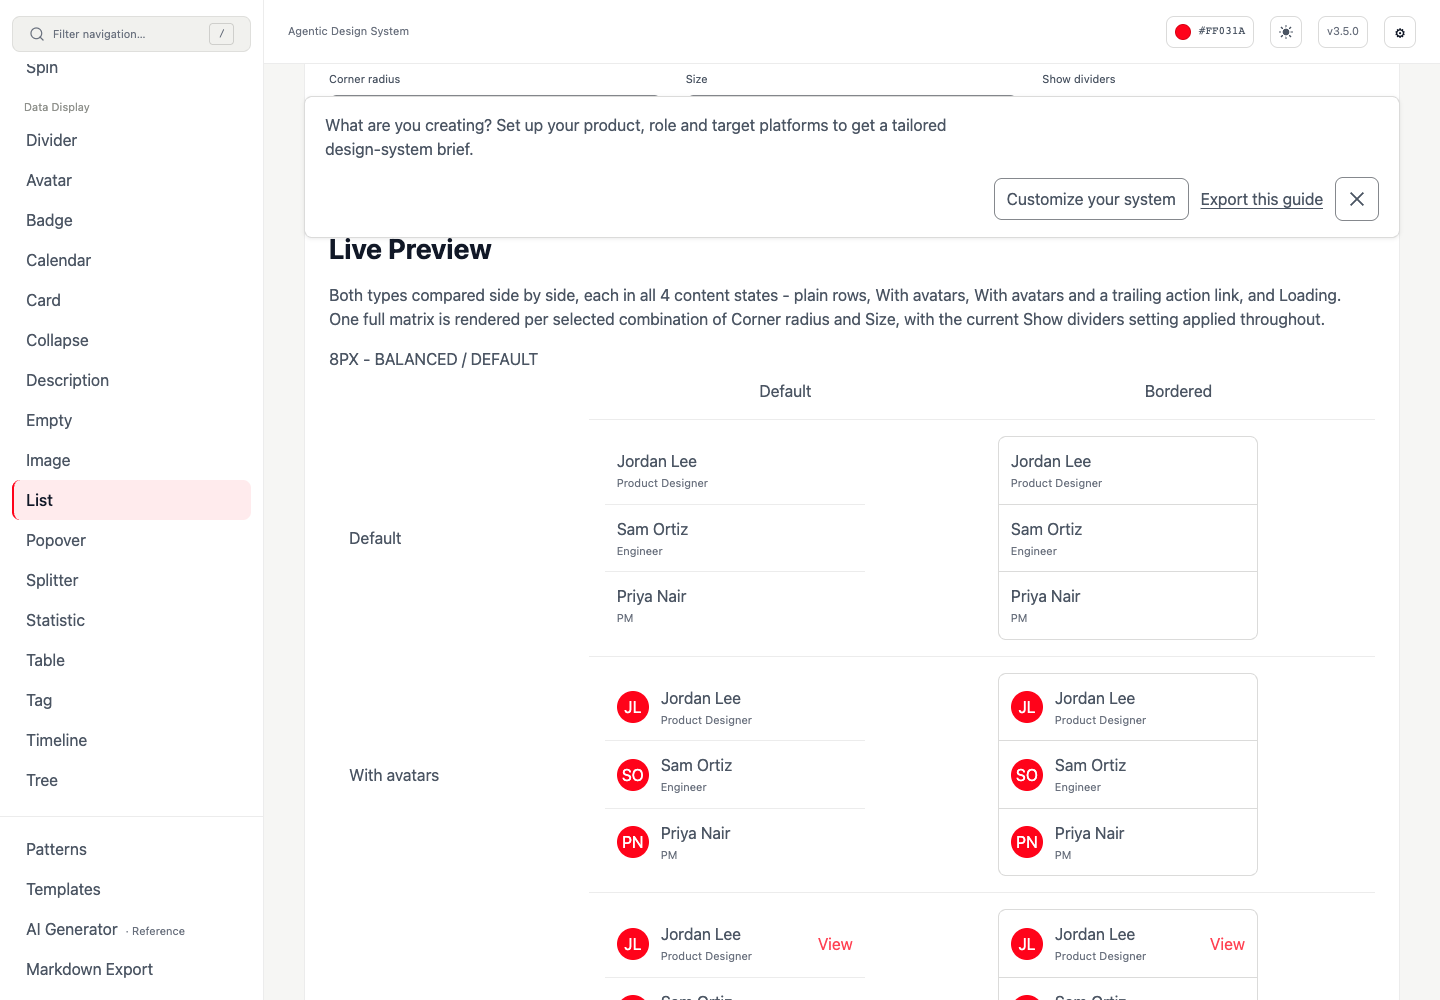 Filter navigation...
/
Spin
Data Display
Divider
Avatar
Badge
Calendar
Card
Collapse
Description
Empty
Image
List
Popover
Splitter
Statistic
Table
Tag
Timeline
Tree
Patterns
Templates
AI Generator · Reference
Markdown Export
Agentic Design System
#FF031A
v3.5.0
Corner radius
Size
Show dividers
What are you creating? Set up your product, role and target platforms to get a tailored
design-system brief.
Customize your system
Export this guide
Live Preview
Both types compared side by side, each in all 4 content states - plain rows, With avatars, With avatars and a trailing action link, and Loading.
One full matrix is rendered per selected combination of Corner radius and Size, with the current Show dividers setting applied throughout.
8PX - BALANCED / DEFAULT
Default
Bordered
Default
Jordan Lee
Product Designer
Sam Ortiz
Engineer
Priya Nair
PM
Jordan Lee
Product Designer
Sam Ortiz
Engineer
Priya Nair
PM
With avatars
JL
Jordan Lee
Product Designer
SO
Sam Ortiz
Engineer
PN
Priya Nair
PM
JL
Jordan Lee
Product Designer
SO
Sam Ortiz
Engineer
PN
Priya Nair
PM
JL
Jordan Lee
Product Designer
View
Sam Ortiz
JL
Jordan Lee
Product Designer
View
Sam Ortiz